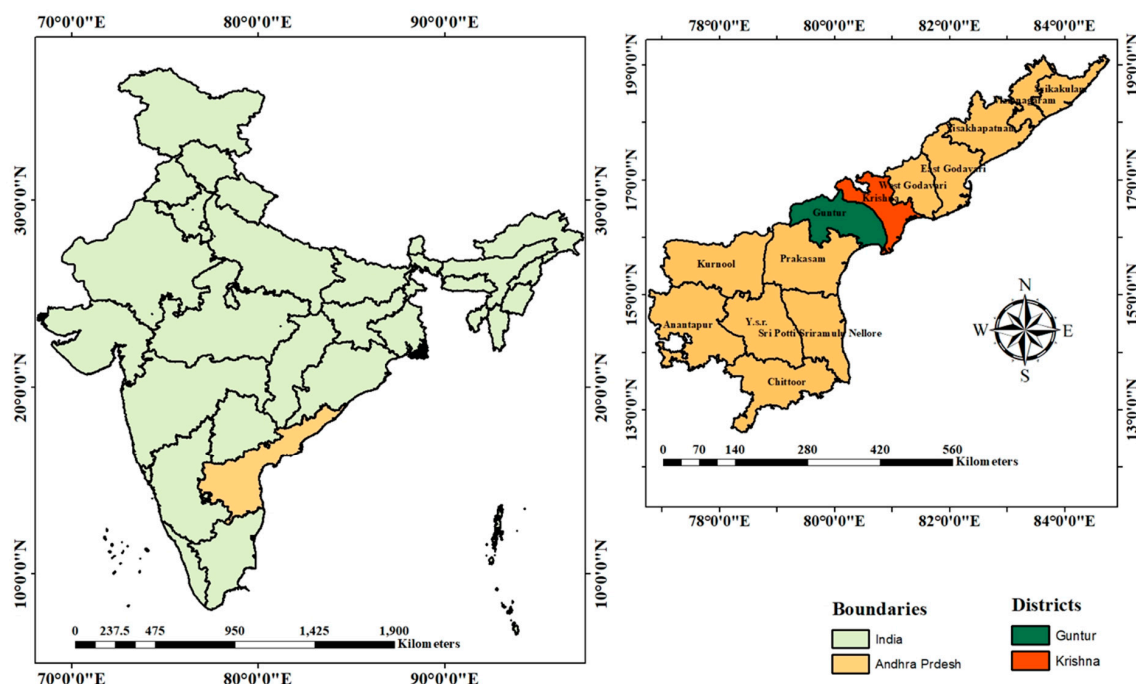 70°0'0"E 80°0'0"E 90°0'0"E
30°0'0"N
20°0'0"N
10°0'0"N
30°0'0"N
20°0'0"N
10°0'0"N
0 237.5 475 950 1,425 1,900
Kilometers
70°0'0"E 80°0'0"E 90°0'0"E
78°0'0"E 80°0'0"E 82°0'0"E 84°0'0"E
19°0'0"N
17°0'0"N
15°0'0"N
13°0'0"N
19°0'0"N
17°0'0"N
15°0'0"N
13°0'0"N
Srikakulam
Vizianagaram
Visakhapatnam
East Godavari
West Godavari
Krishna
Guntur
Prakasam
Kurnool
Anantapur
Y.s.r.
Sri Potti Sriramulu Nellore
Chittoor
N
W E
S
0 70 140 280 420 560
Kilometers
78°0'0"E 80°0'0"E 82°0'0"E 84°0'0"E
Boundaries
India
Andhra Prdesh
Districts
Guntur
Krishna